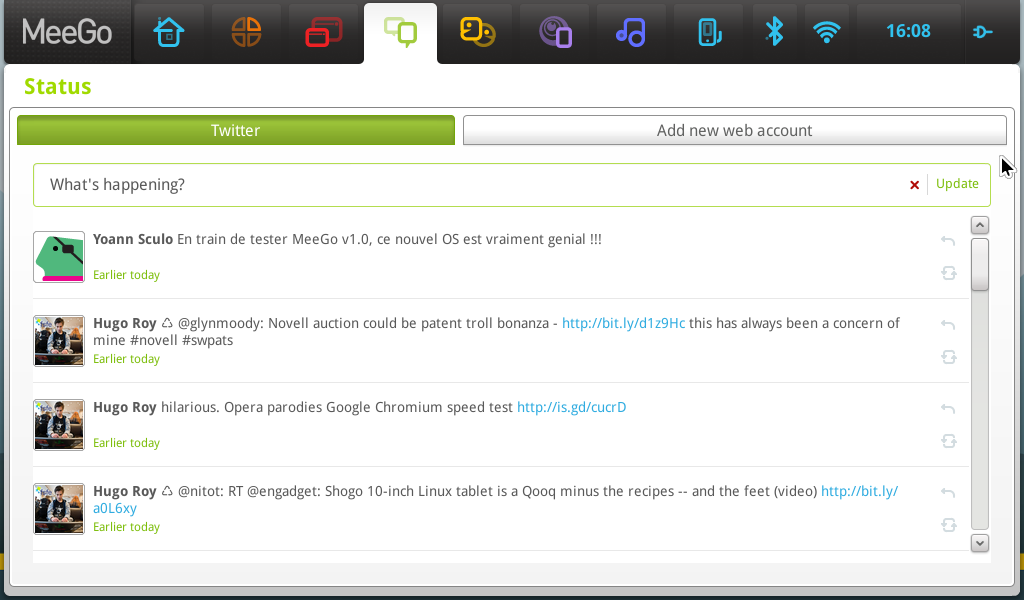 MeeGo
16:08
Status
Twitter
Add new web account
What's happening?
Update
Yoann Sculo En train de tester MeeGo v1.0, ce nouvel OS est vraiment genial !!!
Earlier today
Hugo Roy ♺ @glynmoody: Novell auction could be patent troll bonanza - http://bit.ly/d1z9Hc this has always been a concern of
mine #novell #swpats
Earlier today
Hugo Roy hilarious. Opera parodies Google Chromium speed test http://is.gd/cucrD
Earlier today
Hugo Roy ♺ @nitot: RT @engadget: Shogo 10-inch Linux tablet is a Qooq minus the recipes -- and the feet (video) http://bit.ly/
a0L6xy
Earlier today